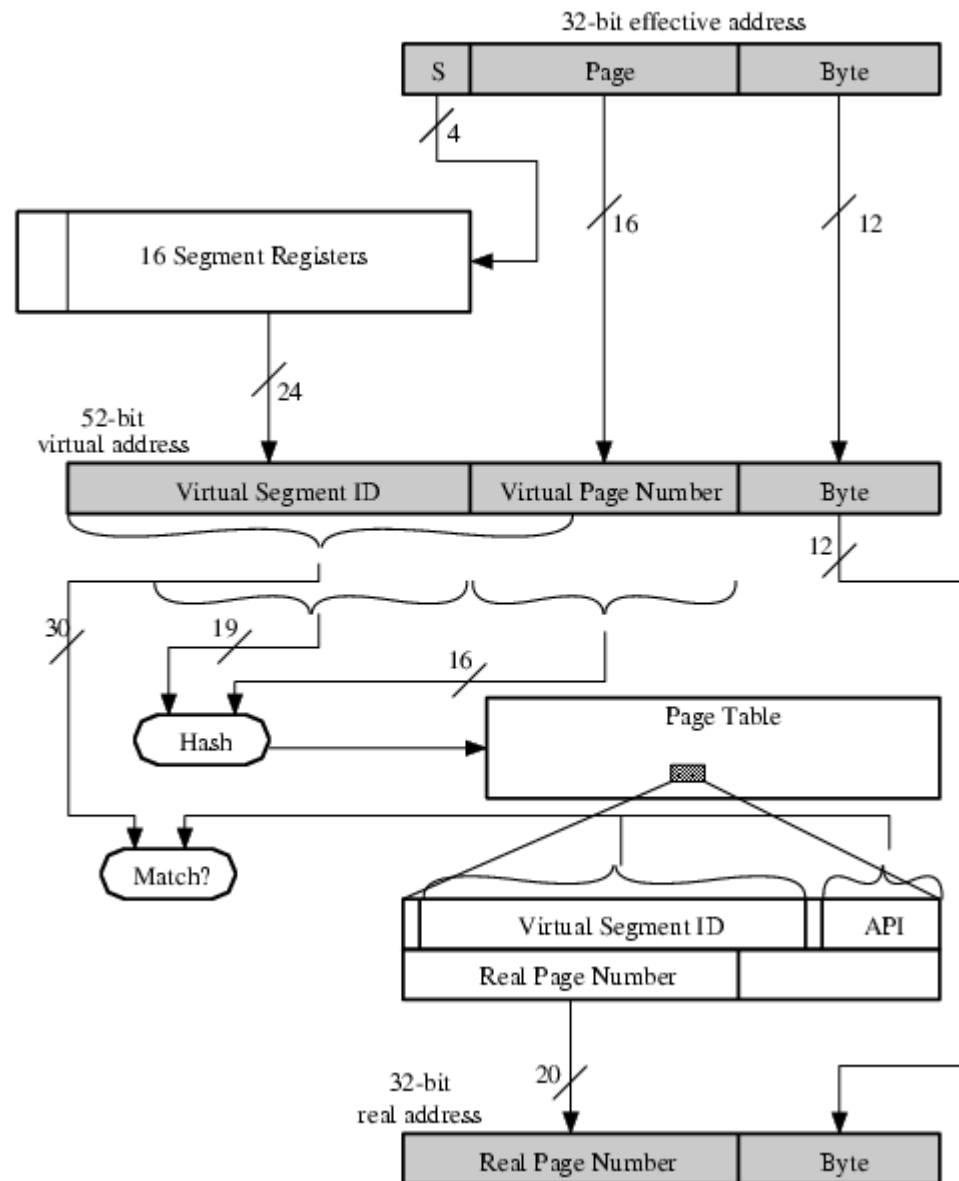 32-bit effective address
S
Page
Byte
4
16
12
16 Segment Registers
24
52-bit
virtual address
Virtual Segment ID
Virtual Page Number
Byte
12
30
19
16
Hash
Page Table
Match?
Virtual Segment ID
API
Real Page Number
20
32-bit
real address
Real Page Number
Byte